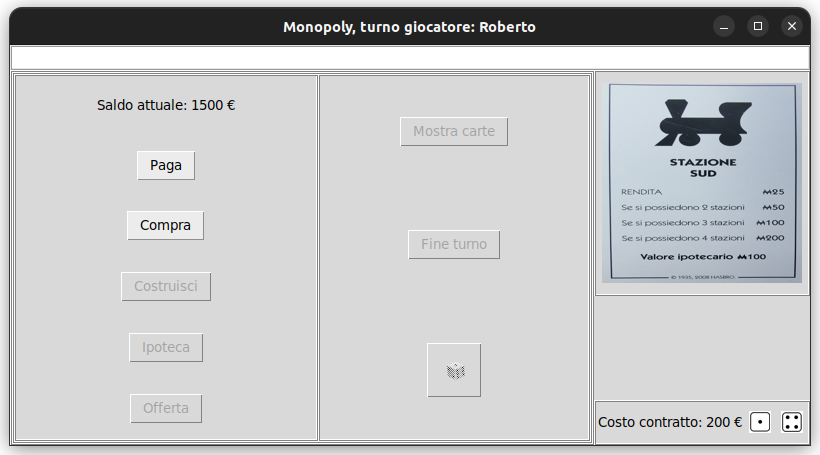 Monopoly, turno giocatore: Roberto
Saldo attuale: 1500 €
Paga
Compra
Costruisci
Ipoteca
Offerta
Mostra carte
Fine turno
STAZIONE
SUD
RENDITA M25
Se si possiedono 2 stazioni M50
Se si possiedono 3 stazioni M100
Se si possiedono 4 stazioni M200
Valore ipotecario M100
© 1935, 2008 HASBRO.
Costo contratto: 200 €